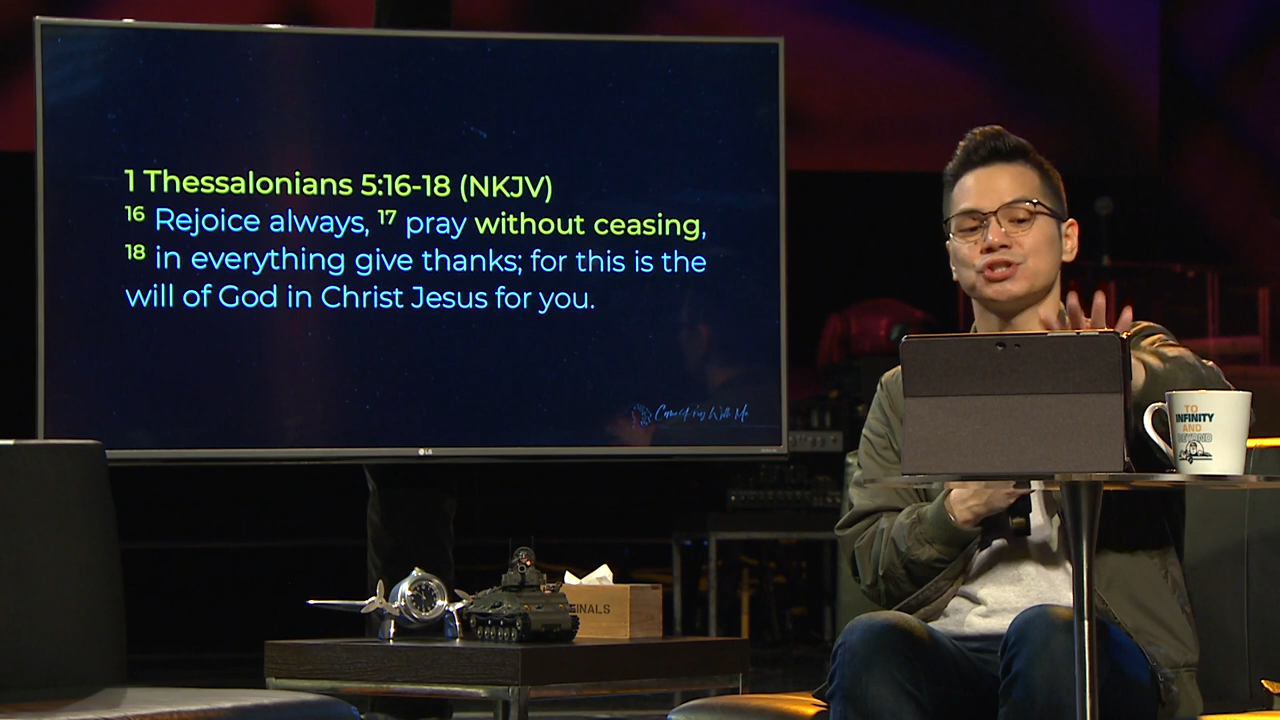 1 Thessalonians 5:16-18 (NKJV)
16 Rejoice always, 17 pray without ceasing,
18 in everything give thanks; for this is the
will of God in Christ Jesus for you.
LG
TO
INFINITY
AND
BEYOND
INALS